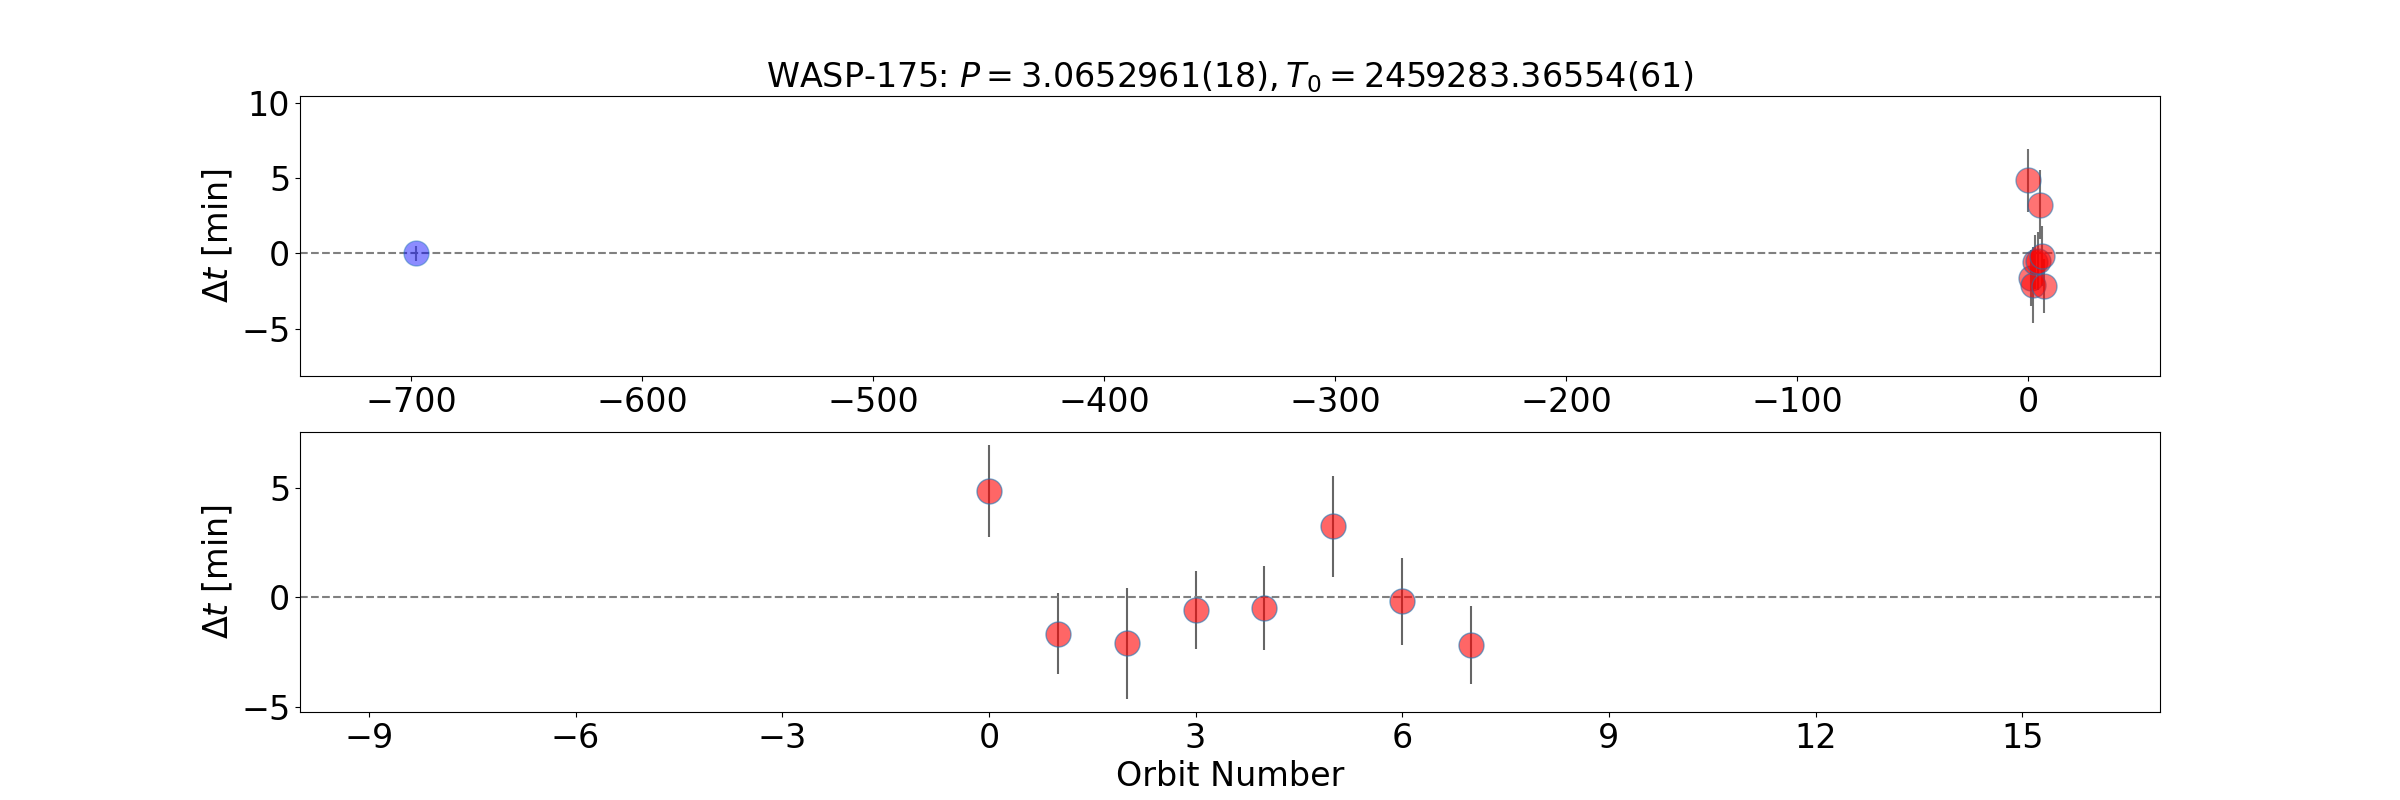 WASP-175: P = 3.0652961(18), T₀ = 2459283.36554(61)
Δt [min]
10
5
0
−5
−700 −600 −500 −400 −300 −200 −100 0
Δt [min]
5
0
−5
−9 −6 −3 0 3 6 9 12 15
Orbit Number